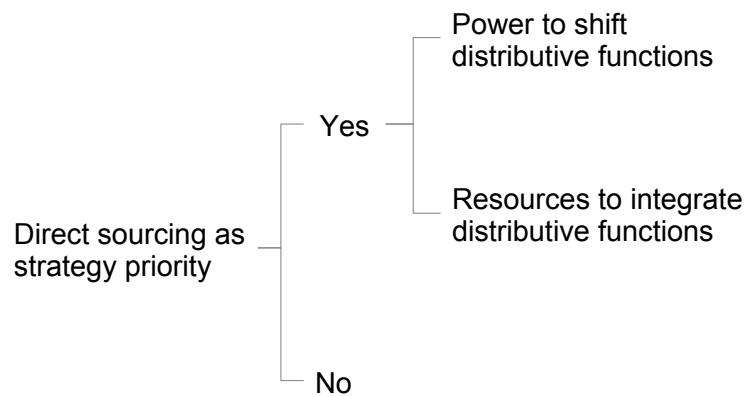 Power to shift
distributive functions
Yes
Resources to integrate
distributive functions
Direct sourcing as
strategy priority
No